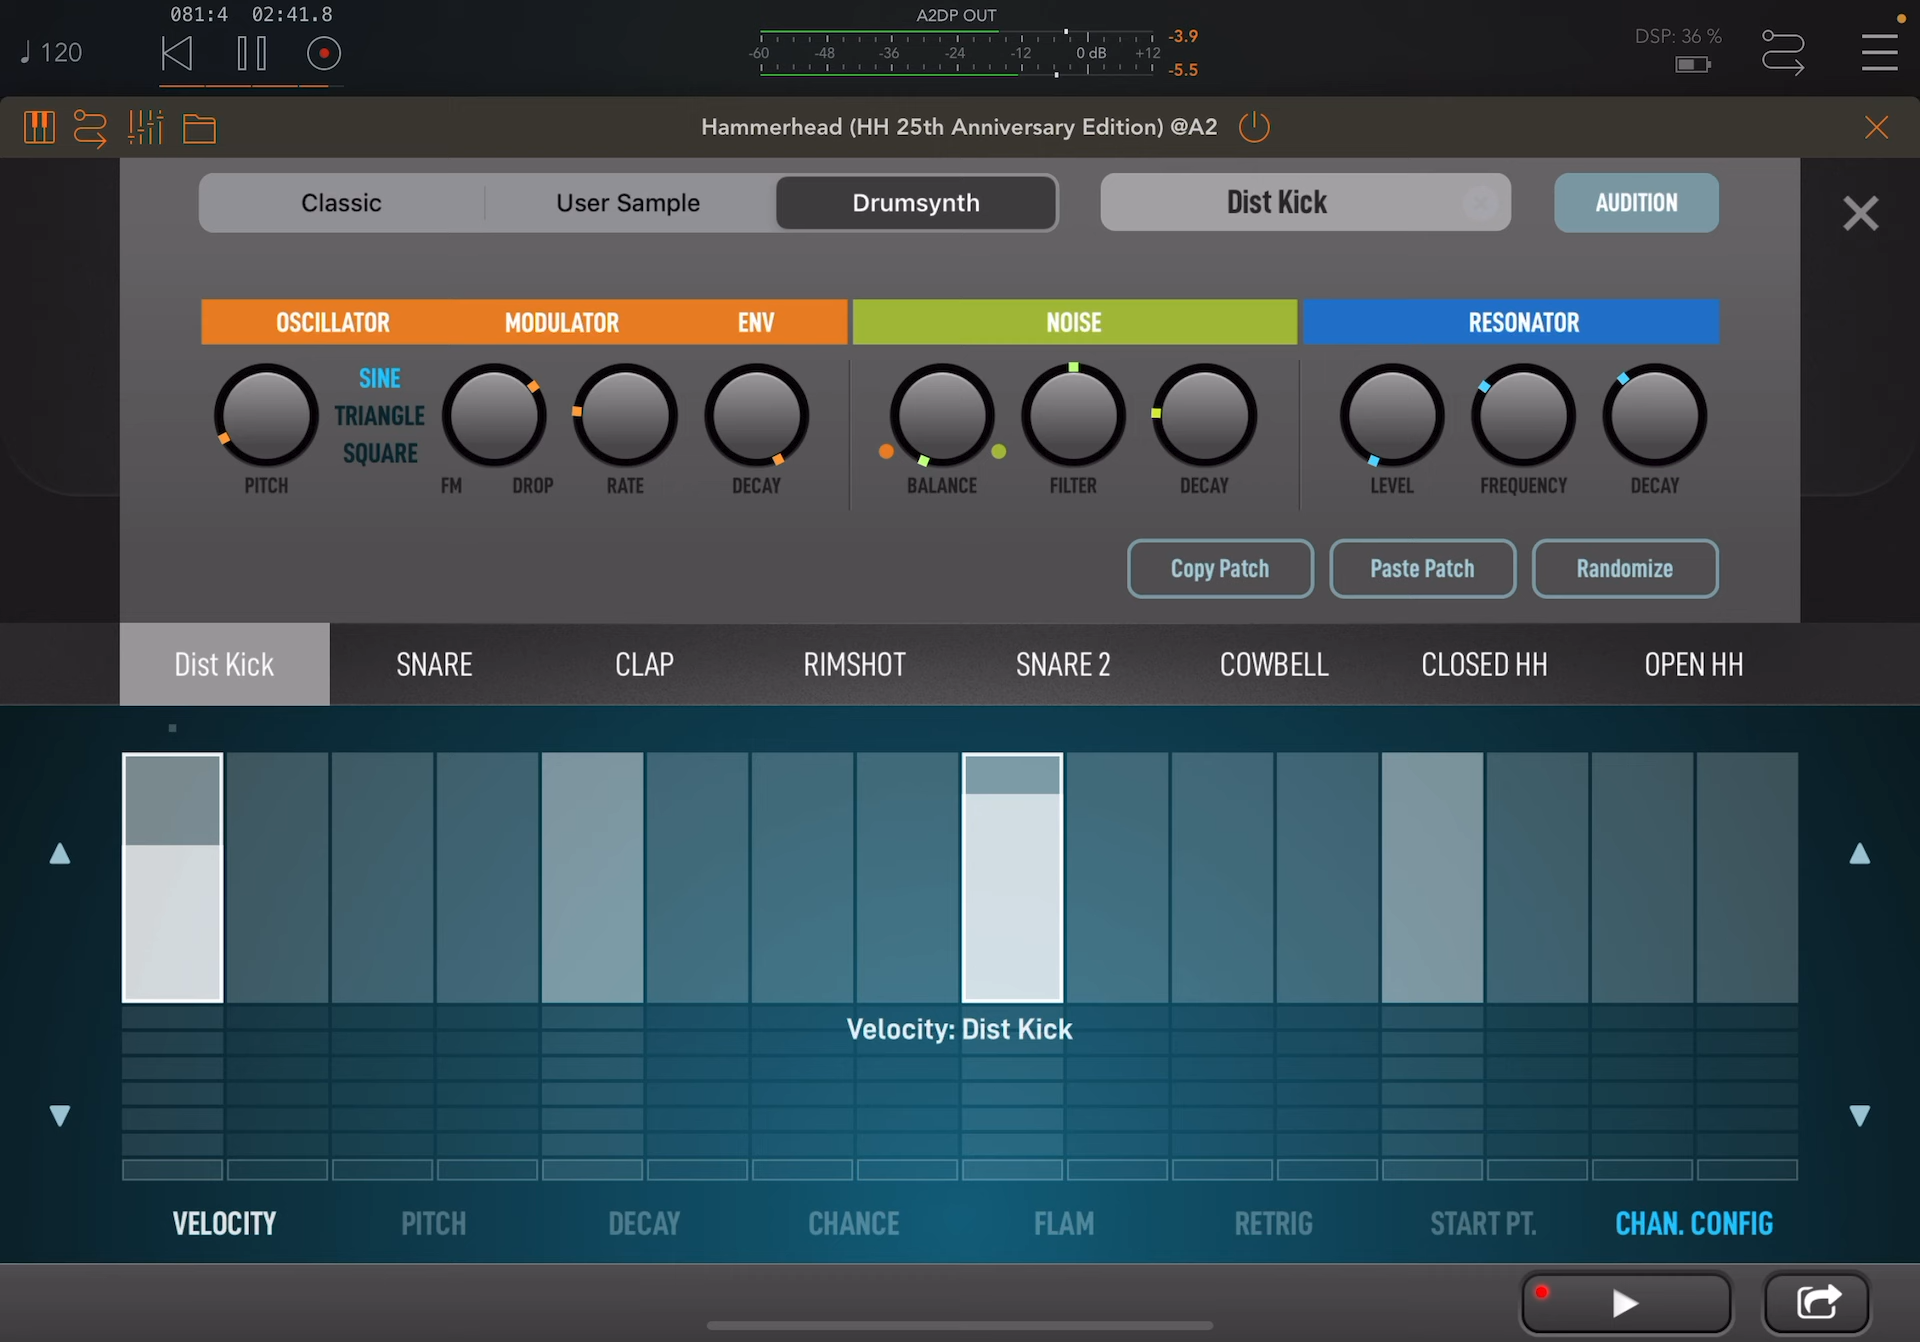 081:4 02:41.8
♩ 120
A2DP OUT
-60 -48 -36 -24 -12 0 dB +12
-3.9
-5.5
DSP: 36 %
Hammerhead (HH 25th Anniversary Edition) @A2
Classic User Sample Drumsynth Dist Kick AUDITION
OSCILLATOR MODULATOR ENV NOISE RESONATOR
SINE
TRIANGLE
SQUARE
PITCH FM DROP RATE DECAY BALANCE FILTER DECAY LEVEL FREQUENCY DECAY
Copy Patch Paste Patch Randomize
Dist Kick SNARE CLAP RIMSHOT SNARE 2 COWBELL CLOSED HH OPEN HH
Velocity: Dist Kick
VELOCITY PITCH DECAY CHANCE FLAM RETRIG START PT. CHAN. CONFIG